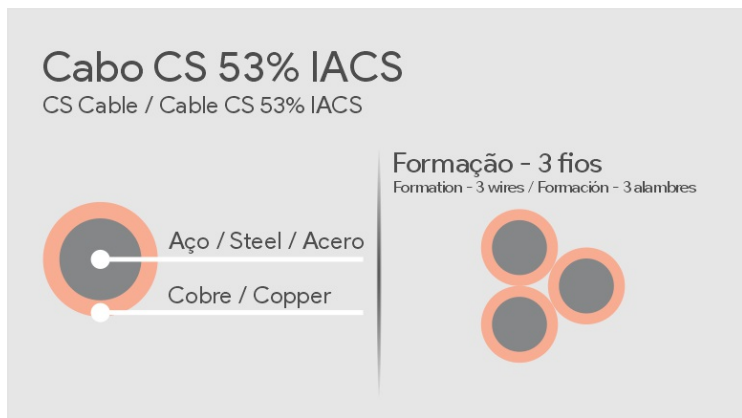 Cabo CS 53% IACS
CS Cable / Cable CS 53% IACS
Formação - 3 fios
Formation - 3 wires / Formación - 3 alambres
Aço / Steel / Acero
Cobre / Copper